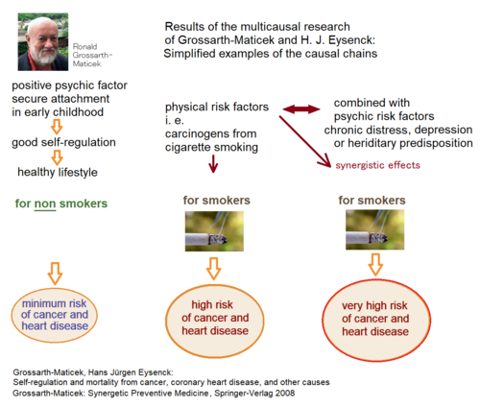 Ronald
Grossarth-
Maticek
Results of the multicausal research
of Grossarth-Maticek and H. J. Eysenck:
Simplified examples of the causal chains
positive psychic factor
secure attachment
in early childhood
good self-regulation
healthy lifestyle
for non smokers
minimum risk
of cancer and
heart disease
physical risk factors
i. e.
carcinogens from
cigarette smoking
for smokers
high risk
of cancer and
heart disease
combined with
psychic risk factors
chronic distress, depression
or heriditary predisposition
synergistic effects
for smokers
very high risk
of cancer and
heart disease
Grossarth-Maticek, Hans Jürgen Eysenck:
Self-regulation and mortality from cancer, coronary heart disease, and other causes
Grossarth-Maticek: Synergetic Preventive Medicine, Springer-Verlag 2008